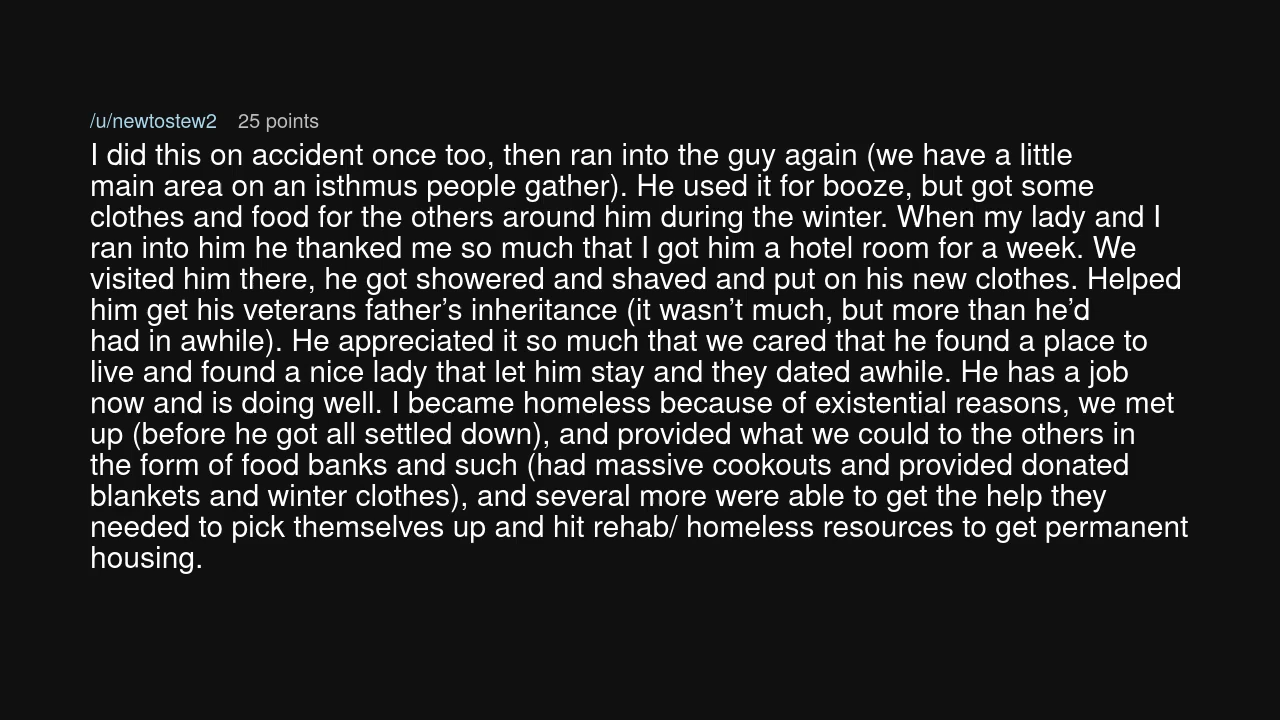 /u/newtostew2 25 points
I did this on accident once too, then ran into the guy again (we have a little
main area on an isthmus people gather). He used it for booze, but got some
clothes and food for the others around him during the winter. When my lady and I
ran into him he thanked me so much that I got him a hotel room for a week. We
visited him there, he got showered and shaved and put on his new clothes. Helped
him get his veterans father’s inheritance (it wasn’t much, but more than he’d
had in awhile). He appreciated it so much that we cared that he found a place to
live and found a nice lady that let him stay and they dated awhile. He has a job
now and is doing well. I became homeless because of existential reasons, we met
up (before he got all settled down), and provided what we could to the others in
the form of food banks and such (had massive cookouts and provided donated
blankets and winter clothes), and several more were able to get the help they
needed to pick themselves up and hit rehab/ homeless resources to get permanent
housing.